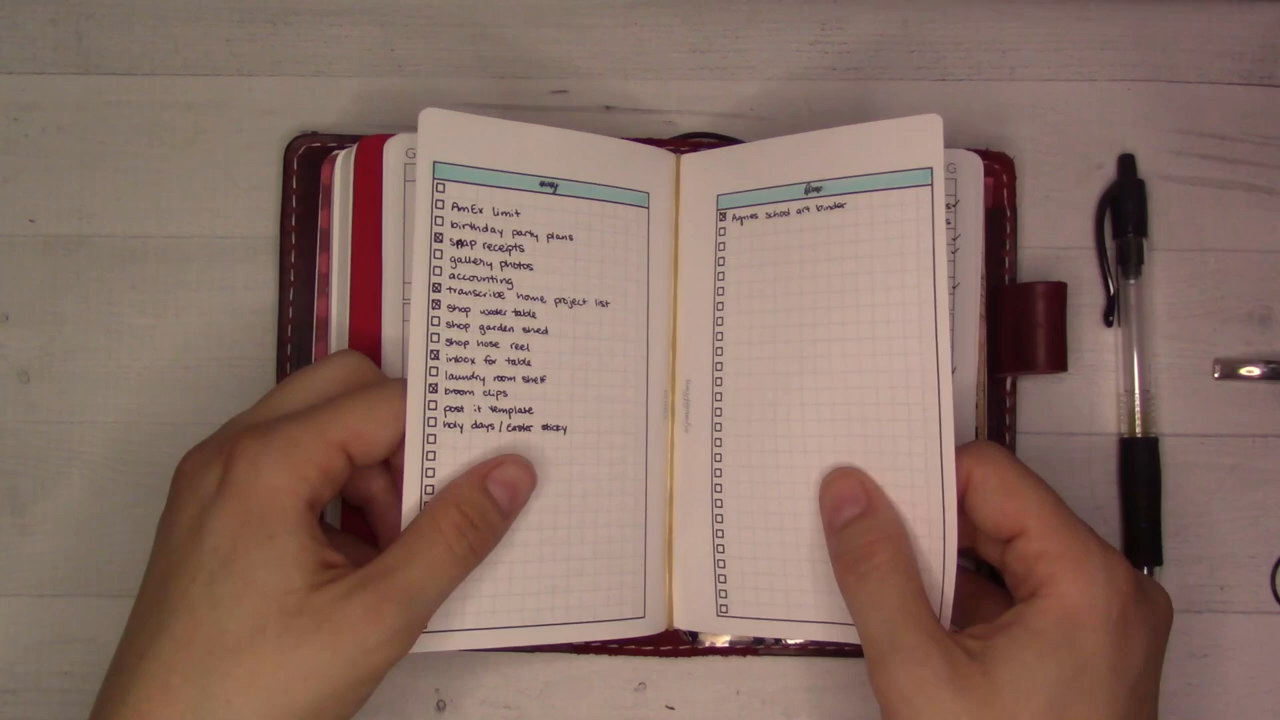 G
may
AmEx limit
birthday party plans
snap receipts
gallery photos
accounting
transcribe home project list
shop water table
shop garden shed
shop hose reel
inbox for table
laundry room shelf
broom clips
post it template
holy days / Easter sticky
june
Agnes school art binder
G